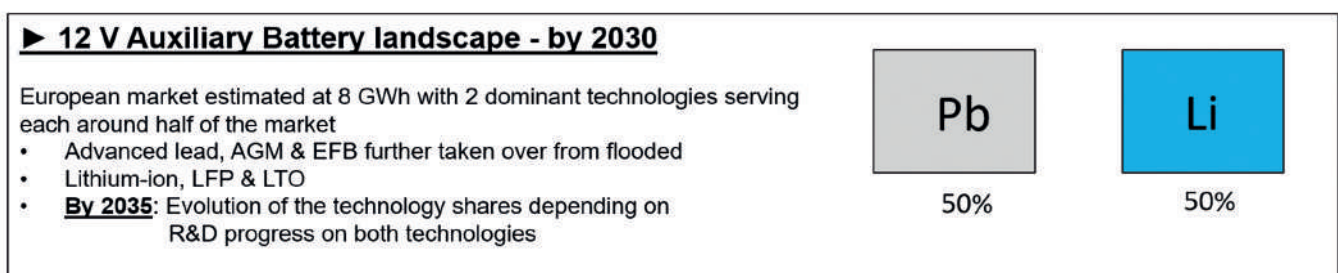 ► 12 V Auxiliary Battery landscape - by 2030
European market estimated at 8 GWh with 2 dominant technologies serving
each around half of the market
• Advanced lead, AGM & EFB further taken over from flooded
• Lithium-ion, LFP & LTO
• By 2035: Evolution of the technology shares depending on
R&D progress on both technologies
Pb
Li
50%
50%